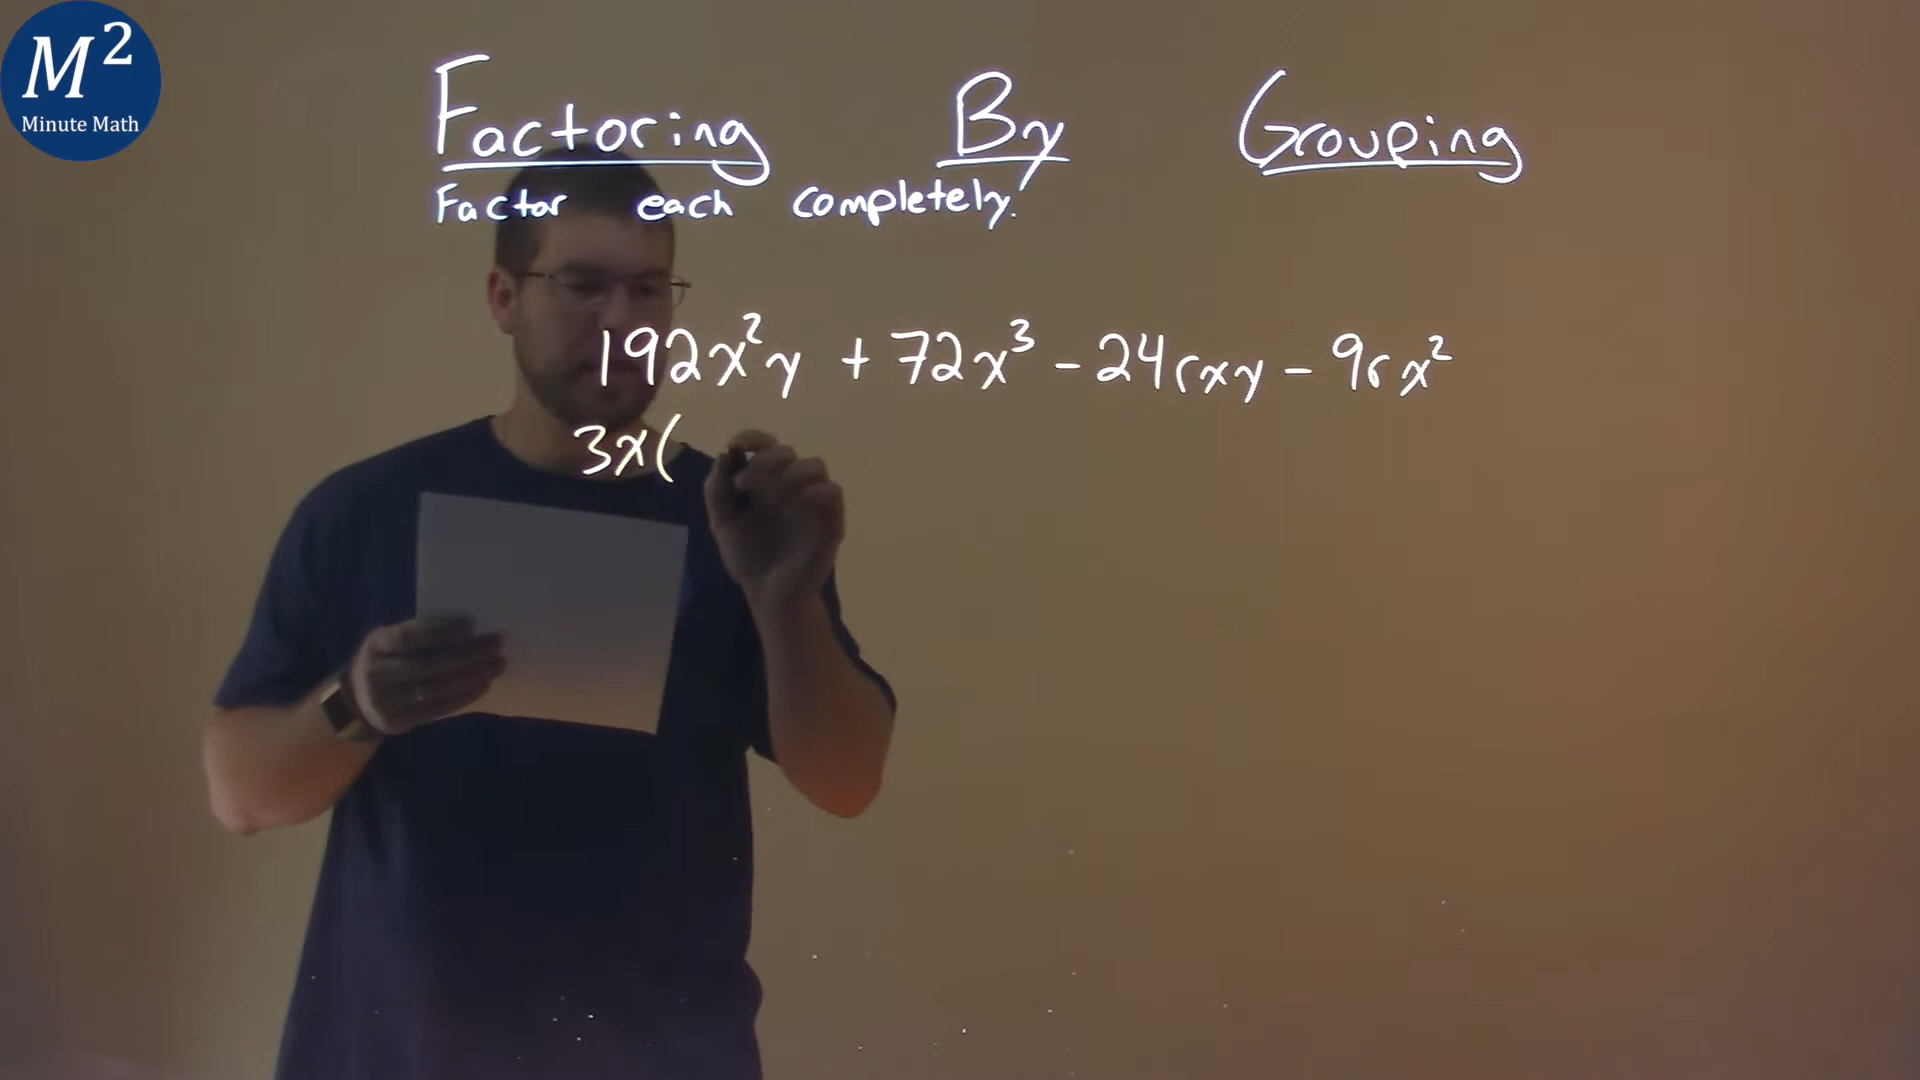 M²
Minute Math
Factoring By Grouping
Factor each completely.
192x²y + 72x³ - 24rxy - 9rx²
3x(